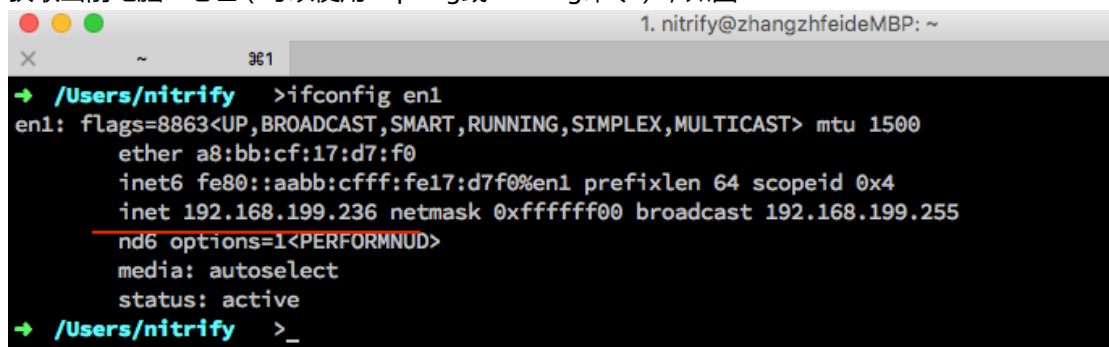 1. nitrify@zhangzhfeideMBP: ~
~ ⌘1
➜ /Users/nitrify >ifconfig en1
en1: flags=8863<UP,BROADCAST,SMART,RUNNING,SIMPLEX,MULTICAST> mtu 1500
ether a8:bb:cf:17:d7:f0
inet6 fe80::aabb:cfff:fe17:d7f0%en1 prefixlen 64 scopeid 0x4
inet 192.168.199.236 netmask 0xffffff00 broadcast 192.168.199.255
nd6 options=1<PERFORMNUD>
media: autoselect
status: active
➜ /Users/nitrify >_